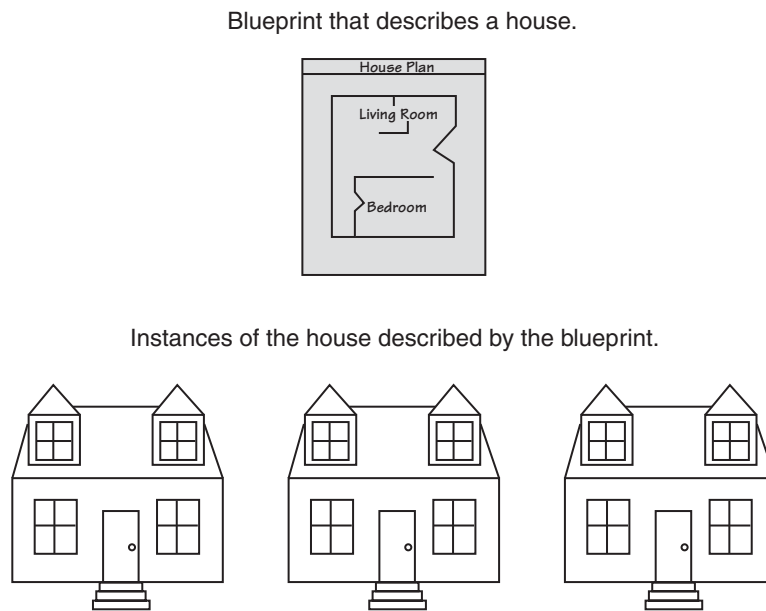 Blueprint that describes a house.
House Plan
Living Room
Bedroom
Instances of the house described by the blueprint.